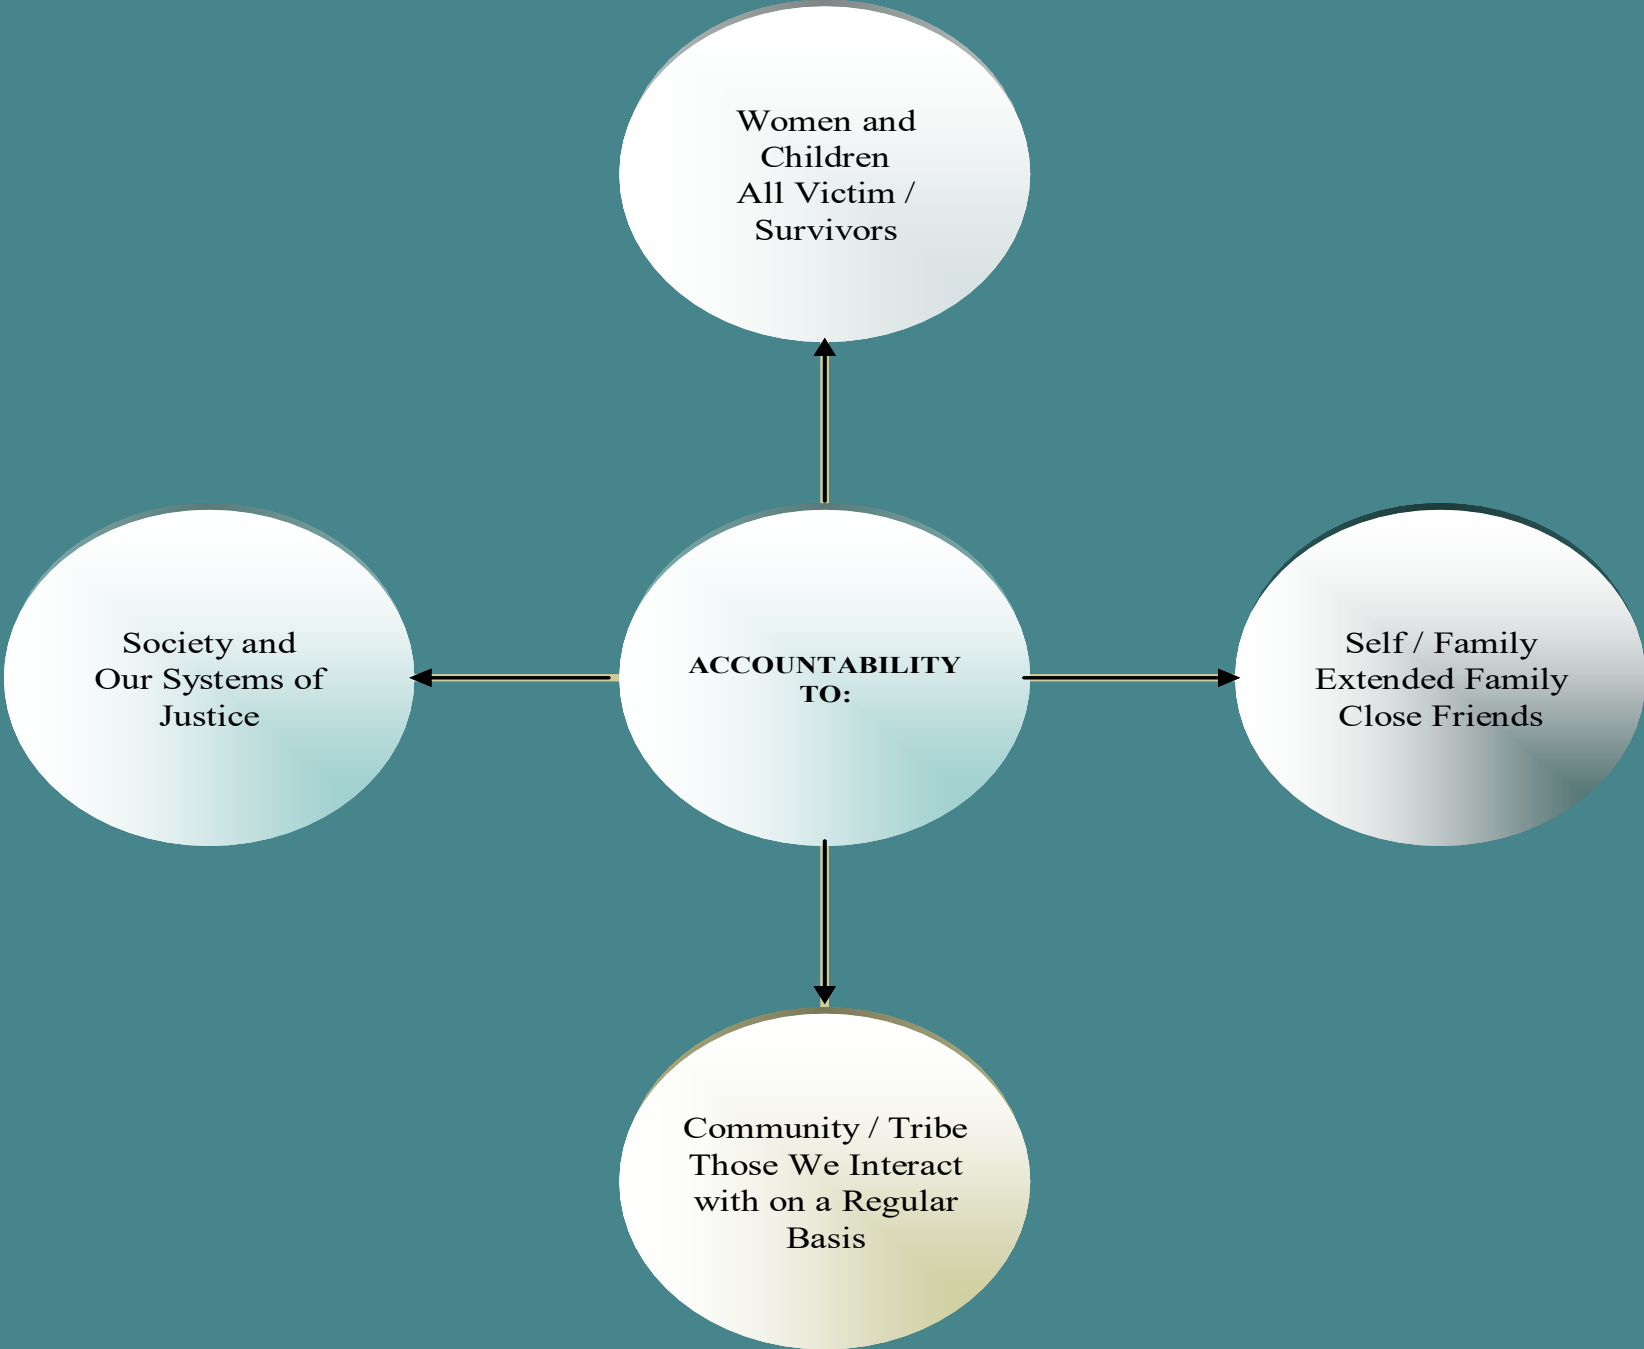 Women and
Children
All Victim /
Survivors
Society and
Our Systems of
Justice
ACCOUNTABILITY
TO:
Self / Family
Extended Family
Close Friends
Community / Tribe
Those We Interact
with on a Regular
Basis